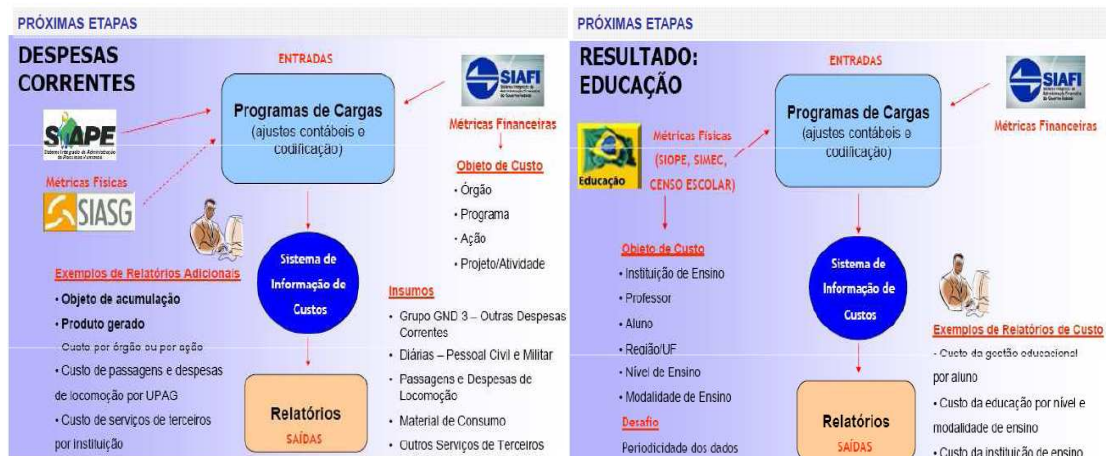 PRÓXIMAS ETAPAS
DESPESAS
CORRENTES
ENTRADAS
Programas de Cargas
(ajustes contábeis e
codificação)
SIAFI
Métricas Financeiras
SIAPE
Métricas Físicas
SIASG
Objeto de Custo
• Órgão
• Programa
• Ação
• Projeto/Atividade
Sistema de
Informação de
Custos
Exemplos de Relatórios Adicionais
• Objeto de acumulação
• Produto gerado
• Custo por órgão ou por ação
• Custo de passagens e despesas
de locomoção por UPAG
• Custo de serviços de terceiros
por Instituição
Insumos
• Grupo GND 3 – Outras Despesas
Correntes
• Diárias – Pessoal Civil e Militar
• Passagens e Despesas de
Locomoção
• Material de Consumo
• Outros Serviços de Terceiros
Relatórios
SAÍDAS
PRÓXIMAS ETAPAS
RESULTADO:
EDUCAÇÃO
ENTRADAS
Programas de Cargas
(ajustes contábeis e
codificação)
SIAFI
Métricas Financeiras
Educação
Métricas Físicas
(SIOPE, SIMEC,
CENSO ESCOLAR)
Objeto de Custo
• Instituição de Ensino
• Professor
• Aluno
• Região/UF
• Nível de Ensino
• Modalidade de Ensino
Desafio
Periodicidade dos dados
Sistema de
Informação de
Custos
Exemplos de Relatórios de Custo
• Custo da gestão educacional
por aluno
• Custo da educação por nível e
modalidade de ensino
• Custo da instituição de ensino
Relatórios
SAÍDAS